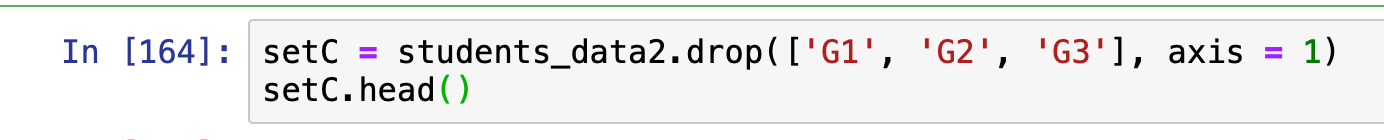 In [164]: setC = students_data2.drop(['G1', 'G2', 'G3'], axis = 1)
setC.head()